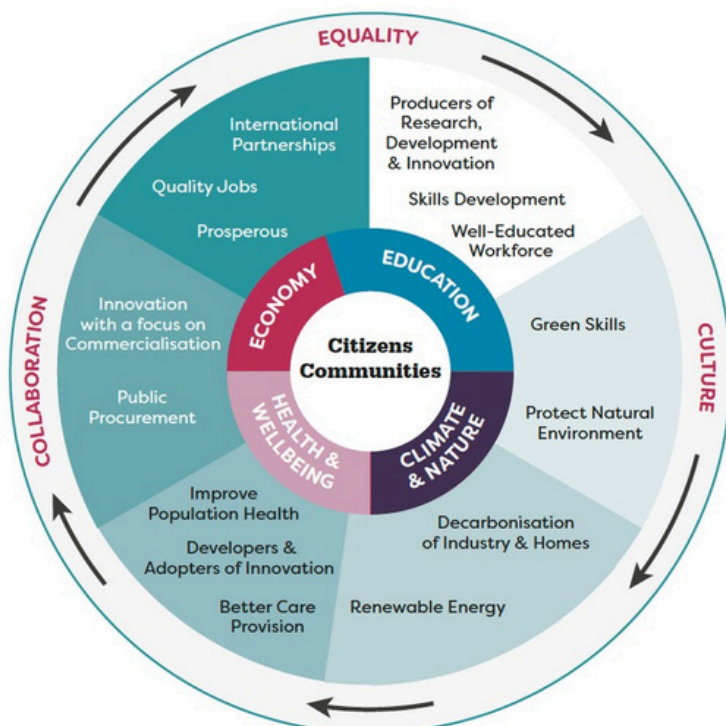 EQUALITY
International
Partnerships
Quality Jobs
Prosperous
Producers of
Research,
Development
& Innovation
Skills Development
Well-Educated
Workforce
ECONOMY
EDUCATION
Citizens
Communities
HEALTH &
WELLBEING
CLIMATE
& NATURE
COLLABORATION
Innovation
with a focus on
Commercialisation
Public
Procurement
Green Skills
Protect Natural
Environment
CULTURE
Improve
Population Health
Developers &
Adopters of Innovation
Better Care
Provision
Decarbonisation
of Industry & Homes
Renewable Energy